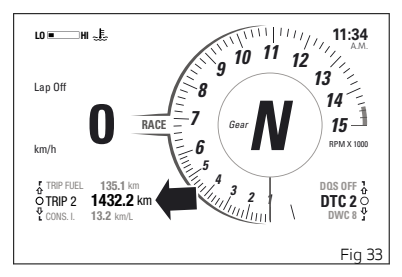 LO HI
11:34
A.M.
Lap Off
0
km/h
RACE
Gear
N
1
2
3
4
5
6
7
8
9
10
11
12
13
14
15
RPM X 1000
TRIP FUEL 135.1 km
TRIP 2 1432.2 km
CONS. I. 13.2 km/L
DQS OFF
DTC 2
DWC 8
Fig 33